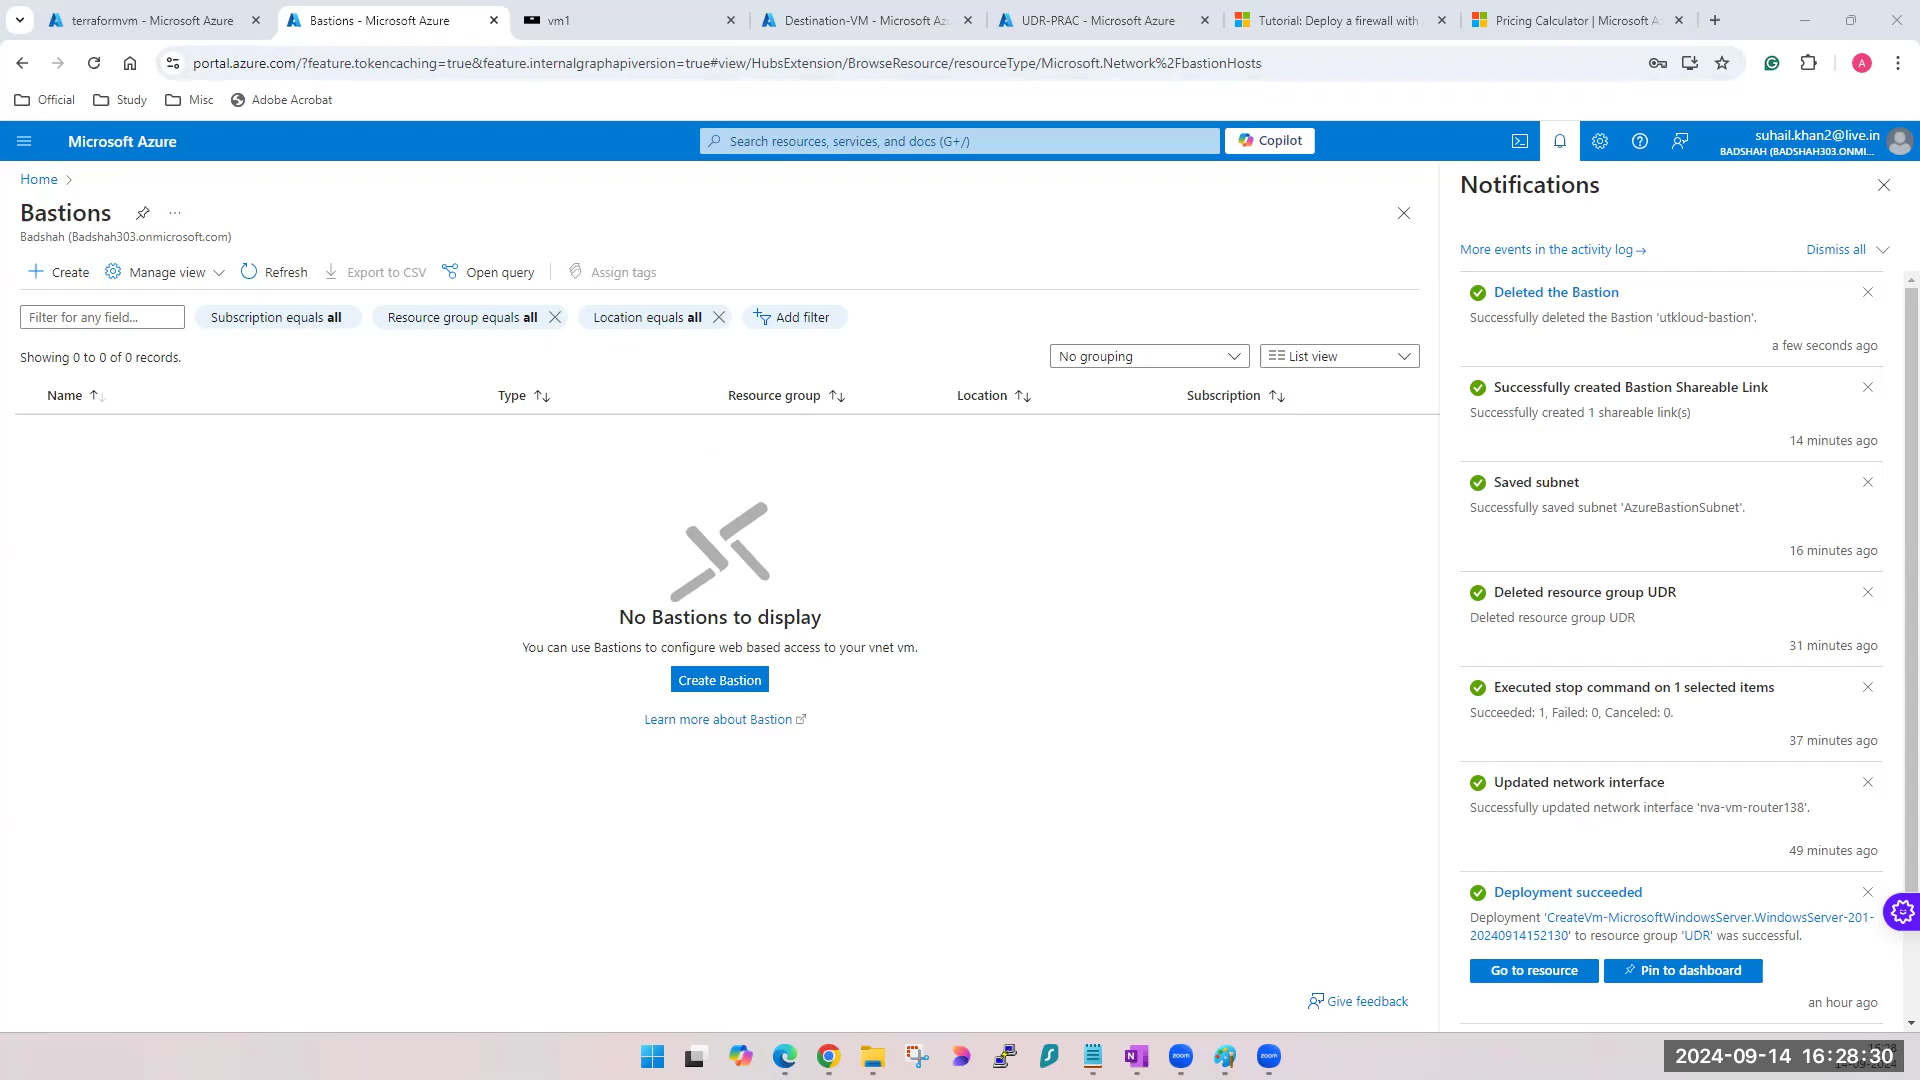 terraformvm - Microsoft Azure
Bastions - Microsoft Azure
vm1
Destination-VM - Microsoft Az
UDR-PRAC - Microsoft Azure
Tutorial: Deploy a firewall with
Pricing Calculator | Microsoft A
portal.azure.com/?feature.tokencaching=true&feature.internalgraphapiversion=true#view/HubsExtension/BrowseResource/resourceType/Microsoft.Network%2FbastionHosts
A
Official
Study
Misc
Adobe Acrobat
Microsoft Azure
Search resources, services, and docs (G+/)
Copilot
suhail.khan2@live.in
BADSHAH (BADSHAH303.ONMI...
Home
Bastions
Badshah (Badshah303.onmicrosoft.com)
Create
Manage view
Refresh
Export to CSV
Open query
Assign tags
Filter for any field...
Subscription equals all
Resource group equals all
Location equals all
Add filter
Showing 0 to 0 of 0 records.
No grouping
List view
Name
Type
Resource group
Location
Subscription
No Bastions to display
You can use Bastions to configure web based access to your vnet vm.
Create Bastion
Learn more about Bastion
Give feedback
Notifications
More events in the activity log →
Dismiss all
Deleted the Bastion
Successfully deleted the Bastion 'utkloud-bastion'.
a few seconds ago
Successfully created Bastion Shareable Link
Successfully created 1 shareable link(s)
14 minutes ago
Saved subnet
Successfully saved subnet 'AzureBastionSubnet'.
16 minutes ago
Deleted resource group UDR
Deleted resource group UDR
31 minutes ago
Executed stop command on 1 selected items
Succeeded: 1, Failed: 0, Canceled: 0.
37 minutes ago
Updated network interface
Successfully updated network interface 'nva-vm-router138'.
49 minutes ago
Deployment succeeded
Deployment 'CreateVm-MicrosoftWindowsServer.WindowsServer-201-
20240914152130' to resource group 'UDR' was successful.
Go to resource
Pin to dashboard
an hour ago
zoom
zoom
2024-09-14 16:28:30